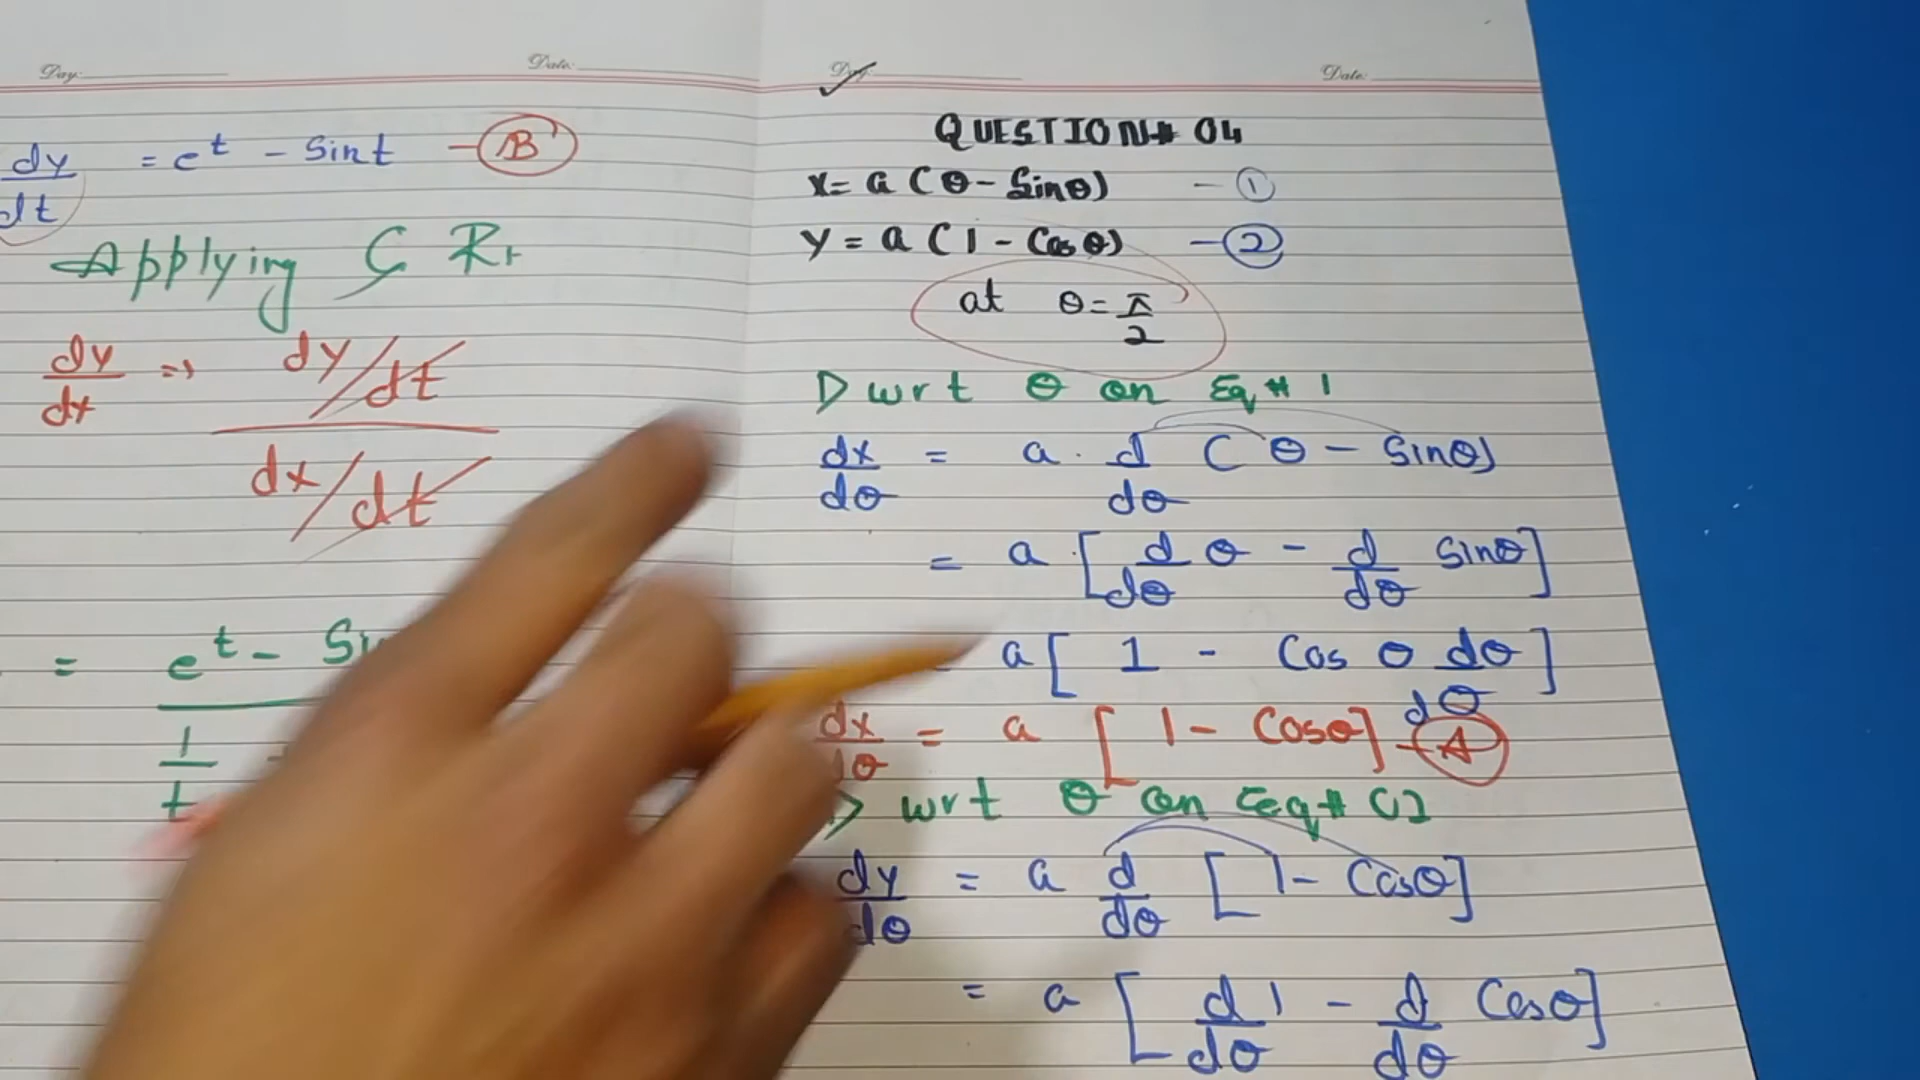 Day: Date:
dy/dt = e^t - Sint - B
Applying C R
dy/dx => dy/dt / dx/dt
= e^t - Sin
1/t
Day: Date:
QUESTION# 04
x = a (θ - Sinθ) - 1
y = a (1 - Cosθ) - 2
at θ = π/2
D wrt θ on Eq # 1
dx/dθ = a . d/dθ (θ - Sinθ)
= a . [d/dθ θ - d/dθ Sinθ]
= a [1 - Cos θ dθ/dθ]
dx/dθ = a [1 - Cosθ] - A
D wrt θ on eq#
dy/dθ = a d/dθ [1 - Cosθ]
= a [d/dθ 1 - d/dθ Cosθ]